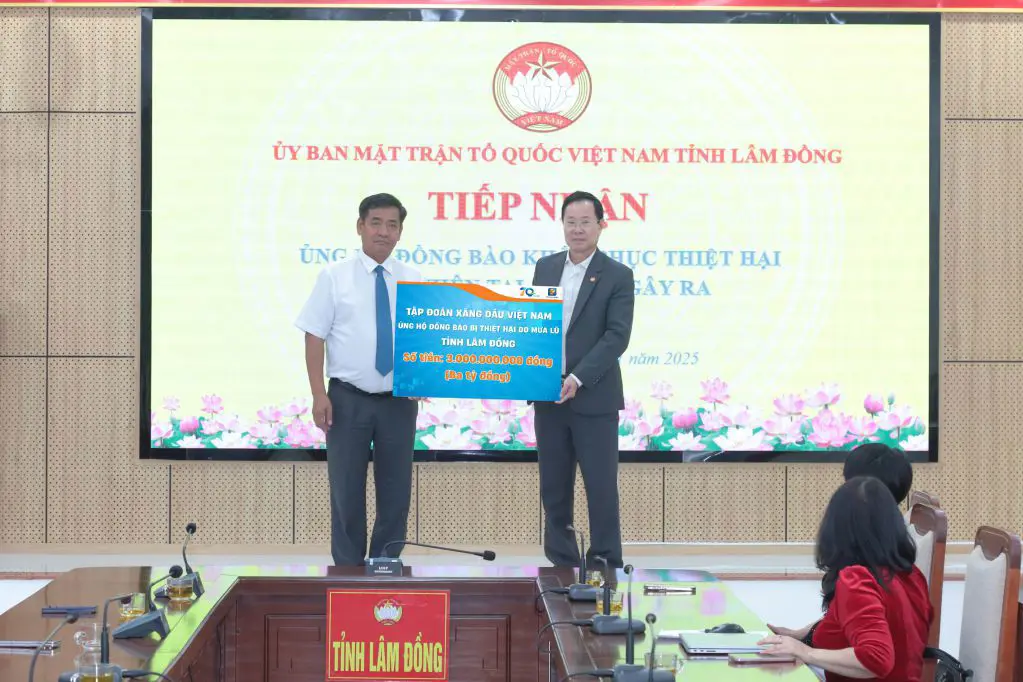 MẶT TRẬN TỔ QUỐC
VIỆT NAM
ỦY BAN MẶT TRẬN TỔ QUỐC VIỆT NAM TỈNH LÂM ĐỒNG
TIẾP NHẬN
ỦNG ĐỒNG BÀO PHỤC THIỆT HẠI
TAI GÂY RA
năm 2025
70
TẬP ĐOÀN XĂNG DẦU VIỆT NAM
ỦNG HỘ ĐỒNG BÀO BỊ THIỆT HẠI DO MƯA LŨ
TỈNH LÂM ĐỒNG
Số tiền: 3.000.000.000 đồng
(Ba tỷ đồng)
TỈNH LÂM ĐỒNG